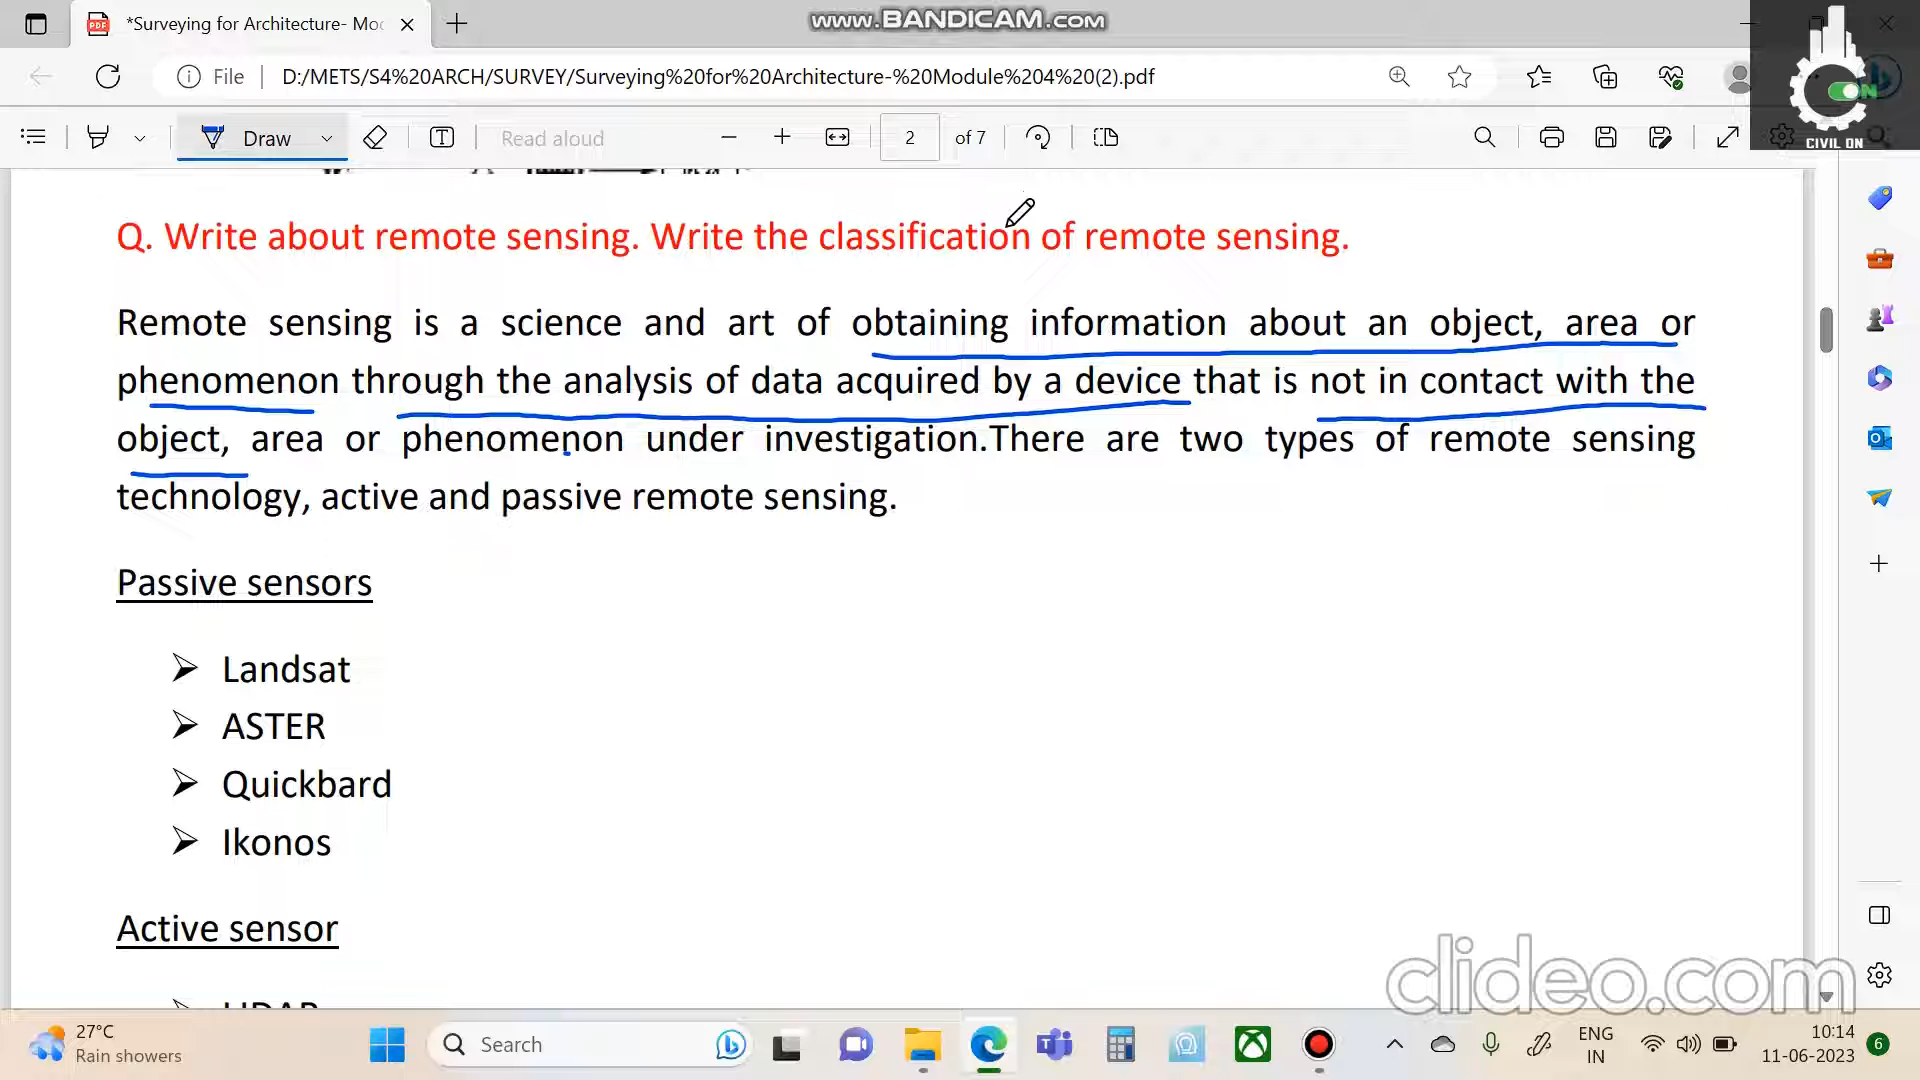 *Surveying for Architecture- Moc
www.BANDICAM.com
File
D:/METS/S4%20ARCH/SURVEY/Surveying%20for%20Architecture-%20Module%204%20(2).pdf
ON
CIVIL ON
Draw
Read aloud
2
of 7
Q. Write about remote sensing. Write the classification of remote sensing.
Remote sensing is a science and art of obtaining information about an object, area or
phenomenon through the analysis of data acquired by a device that is not in contact with the
object, area or phenomenon under investigation.There are two types of remote sensing
technology, active and passive remote sensing.
Passive sensors
➢ Landsat
➢ ASTER
➢ Quickbard
➢ Ikonos
Active sensor
clideo.com
27°C
Rain showers
Search
ENG
IN
10:14
11-06-2023
6